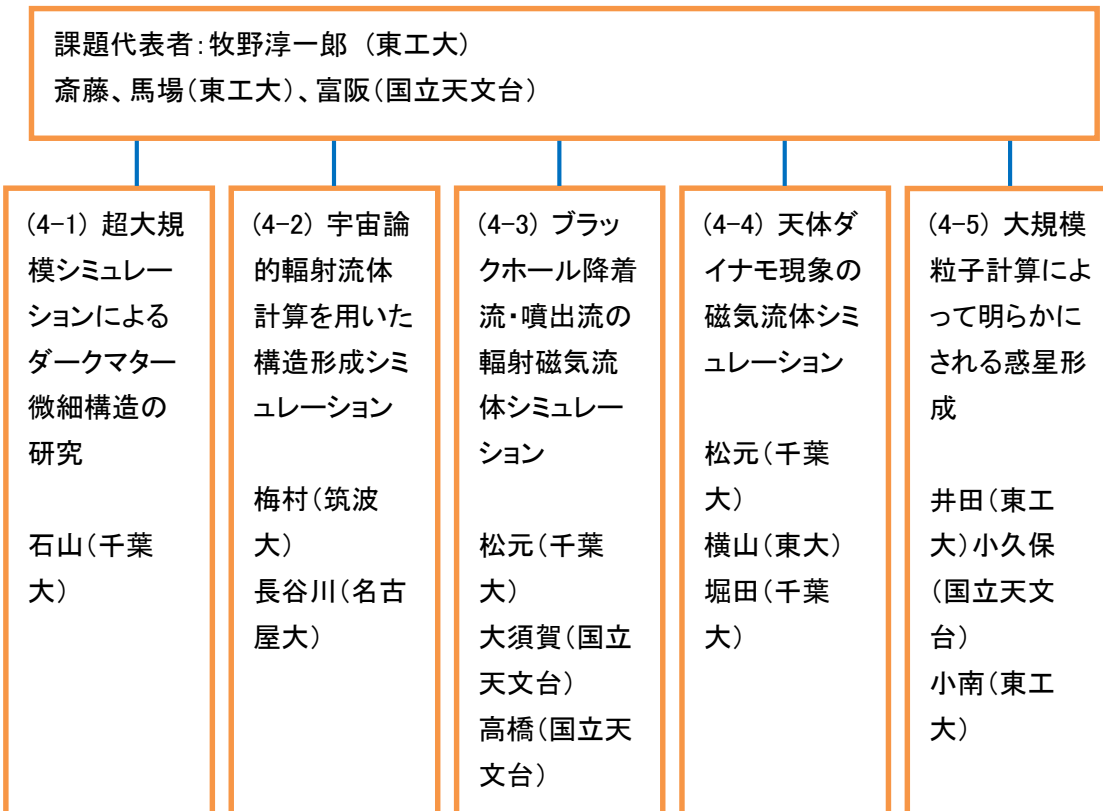 課題代表者：牧野淳一郎 （東工大）
斎藤、馬場（東工大）、富阪（国立天文台）
(4-1) 超大規
模シミュレー
ションによる
ダークマター
微細構造の
研究
石山（千葉
大）
(4-2) 宇宙論
的輻射流体
計算を用いた
構造形成シミ
ュレーション
梅村（筑波
大）
長谷川（名古
屋大）
(4-3) ブラッ
クホール降着
流・噴出流の
輻射磁気流
体シミュレー
ション
松元（千葉
大）
大須賀（国立
天文台）
高橋（国立天
文台）
(4-4) 天体ダ
イナモ現象の
磁気流体シミ
ュレーション
松元（千葉
大）
横山（東大）
堀田（千葉
大）
(4-5) 大規模
粒子計算によ
って明らかに
される惑星形
成
井田（東工
大）小久保
（国立天文
台）
小南（東工
大）